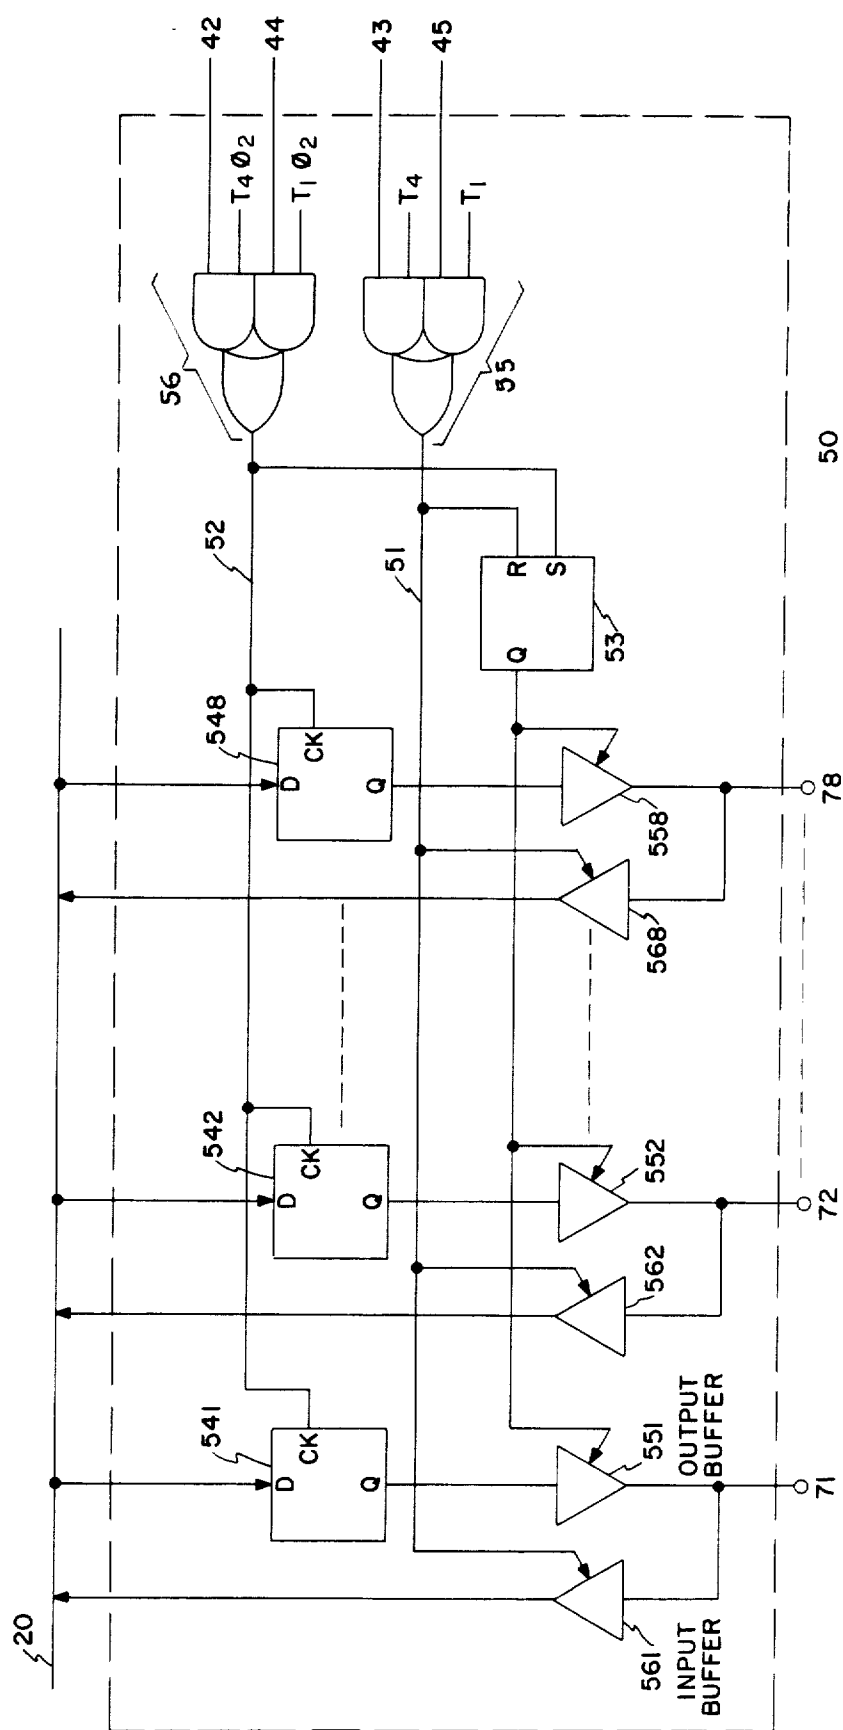 20
42
T4 Ø2
44
T1 Ø2
43
T4
45
T1
56
55
52
51
R
S
Q
53
50
548
D
CK
Q
558
568
78
542
D
CK
Q
552
562
72
541
D
CK
Q
551
OUTPUT
BUFFER
71
561
INPUT
BUFFER